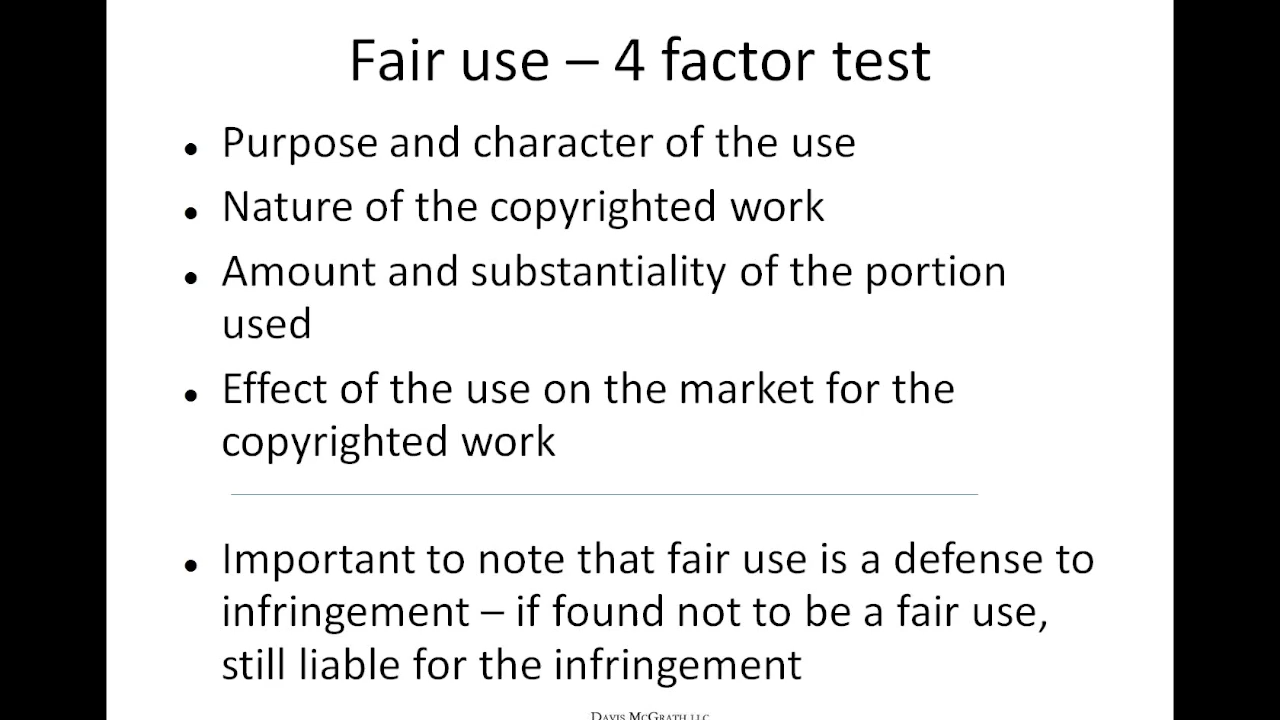 Fair use – 4 factor test
• Purpose and character of the use
• Nature of the copyrighted work
• Amount and substantiality of the portion
used
• Effect of the use on the market for the
copyrighted work
• Important to note that fair use is a defense to
infringement – if found not to be a fair use,
still liable for the infringement
DAVIS MCGRATH LLC